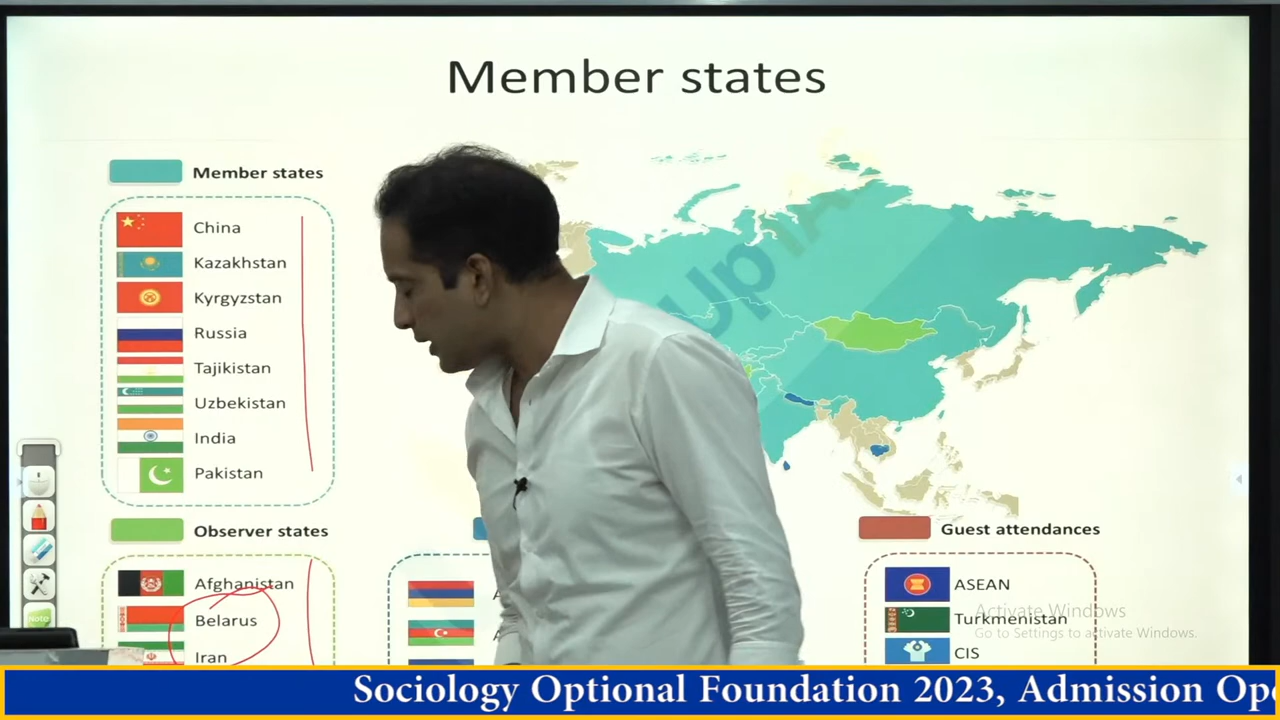 Member states
Member states
China
Kazakhstan
Kyrgyzstan
Russia
Tajikistan
Uzbekistan
India
Pakistan
Observer states
Afghanistan
Belarus
Iran
Guest attendances
ASEAN
Turkmenistan
CIS
Activate Windows
Go to Settings to activate Windows.
Note
Sociology Optional Foundation 2023, Admission Ope